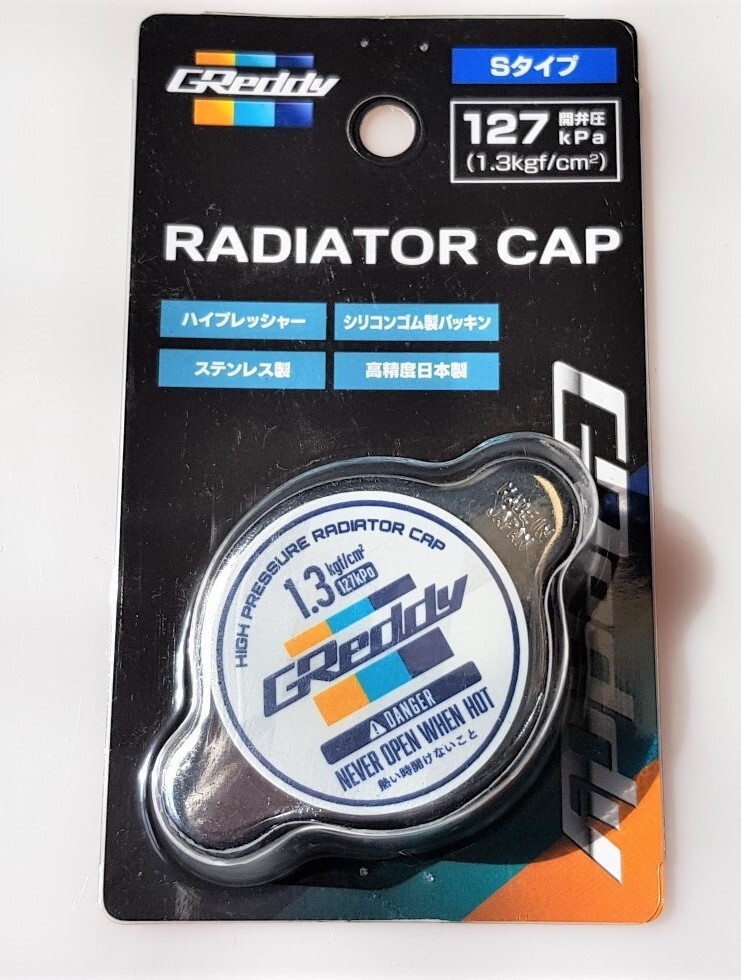 GReddy
Sタイプ
127 開弁圧 kPa
(1.3kgf/cm²)
RADIATOR CAP
ハイプレッシャー
シリコンゴム製パッキン
ステンレス製
高精度日本製
GReddy
MADE IN
JAPAN
HIGH PRESSURE RADIATOR CAP
1.3 kgf/cm²
127kPa
GReddy
DANGER
NEVER OPEN WHEN HOT
熱い時開けないこと